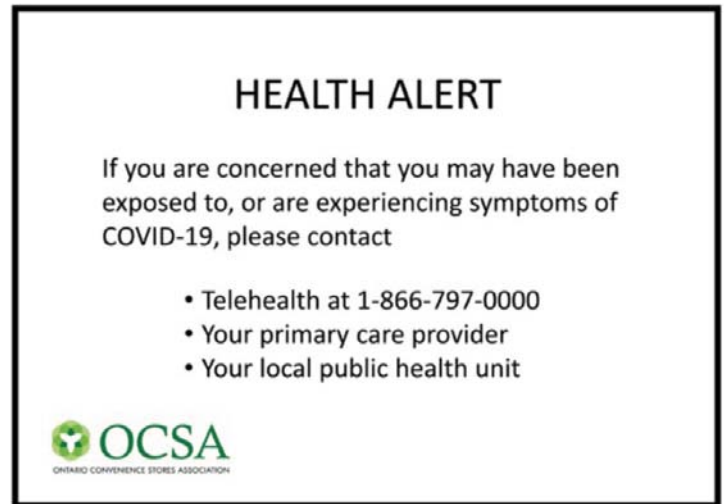 HEALTH ALERT
If you are concerned that you may have been
exposed to, or are experiencing symptoms of
COVID-19, please contact
• Telehealth at 1-866-797-0000
• Your primary care provider
• Your local public health unit
OCSA
ONTARIO CONVENIENCE STORES ASSOCIATION